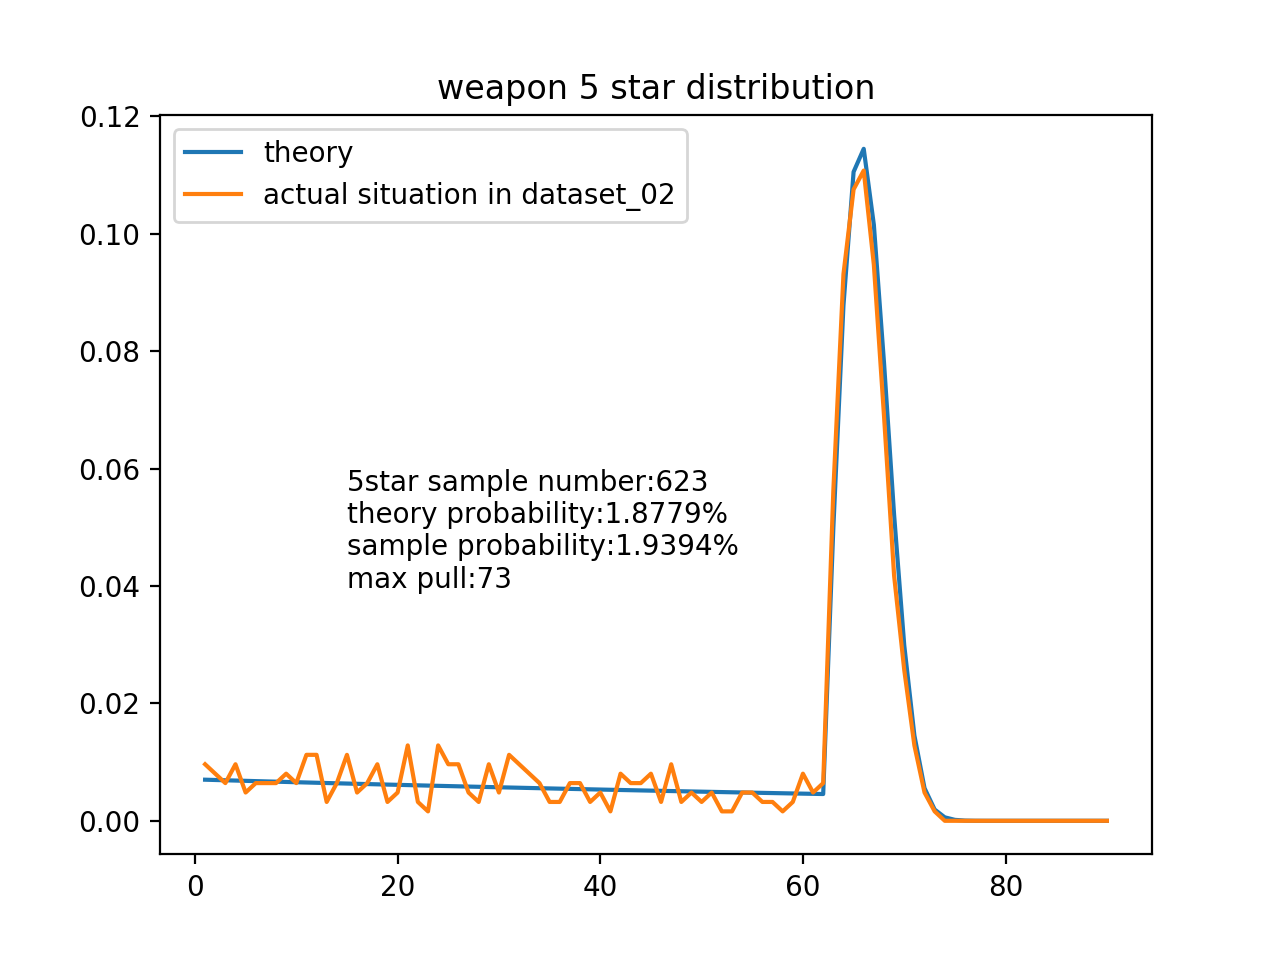 weapon 5 star distribution
0.12
0.10
0.08
0.06
0.04
0.02
0.00
theory
actual situation in dataset_02
5star sample number:623
theory probability:1.8779%
sample probability:1.9394%
max pull:73
0 20 40 60 80